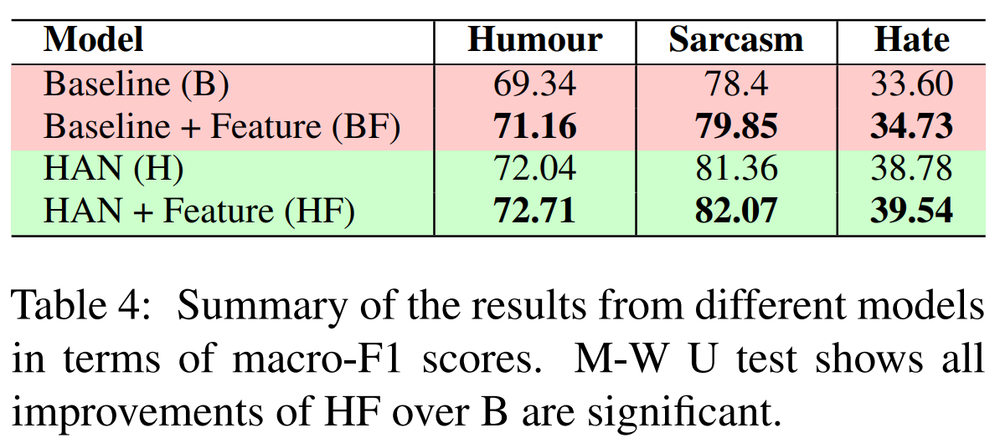 Model Humour Sarcasm Hate
Baseline (B) 69.34 78.4 33.60
Baseline + Feature (BF) 71.16 79.85 34.73
HAN (H) 72.04 81.36 38.78
HAN + Feature (HF) 72.71 82.07 39.54
Table 4: Summary of the results from different models
in terms of macro-F1 scores. M-W U test shows all
improvements of HF over B are significant.